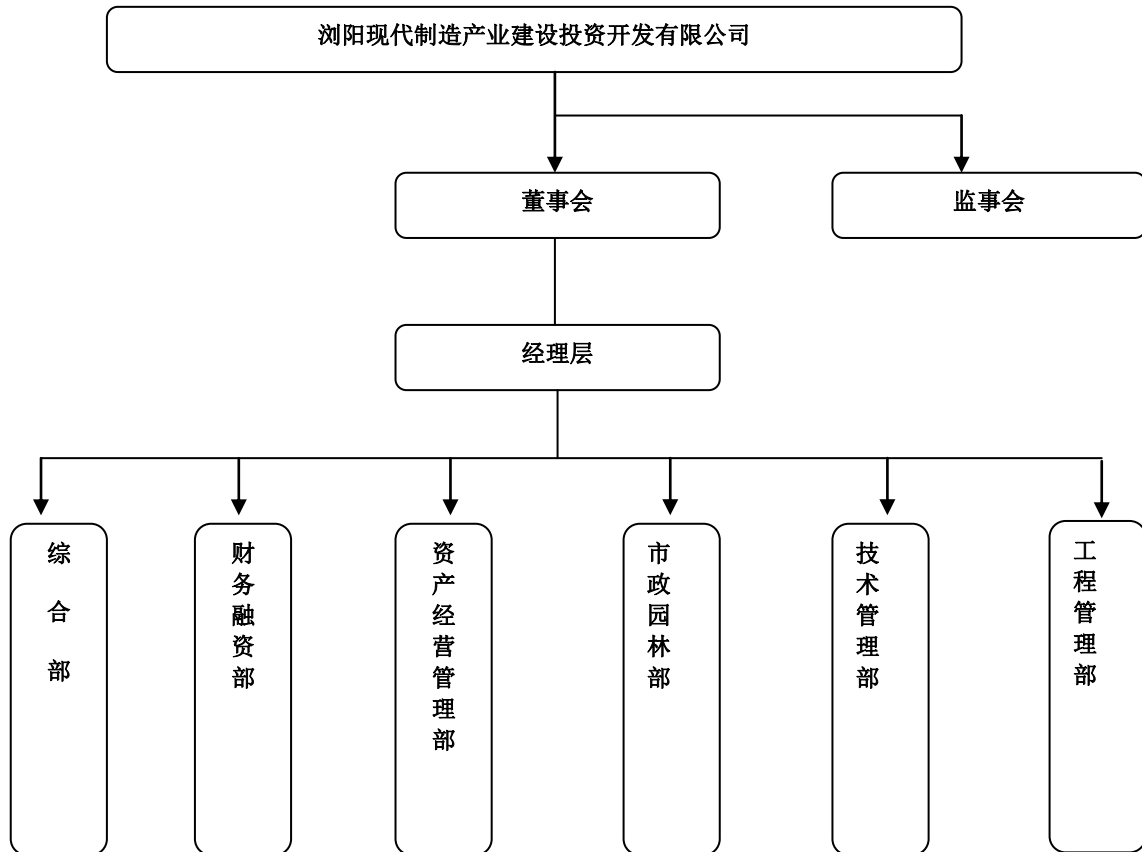 浏阳现代制造产业建设投资开发有限公司
董事会
监事会
经理层
综合部
财务融资部
资产经营管理部
市政园林部
技术管理部
工程管理部